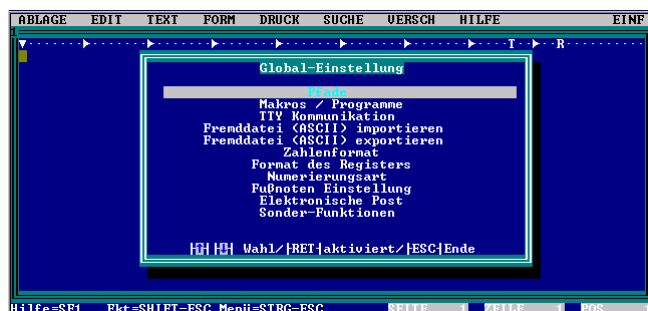 ABLAGE EDIT TEXT FORM DRUCK SUCHE VERSCH HILFE EINF
1
T R
Global-Einstellung
Pfade
Makros / Programme
TTY Kommunikation
Fremddatei (ASCII) importieren
Fremddatei (ASCII) exportieren
Zahlenformat
Format des Registers
Numerierungsart
Fußnoten Einstellung
Elektronische Post
Sonder-Funktionen
Wahl/ RET aktiviert/ ESC Ende
Hilfe=SF1 Fkt=SHIFT-ESC Menü=STRG-ESC SEITE 1 ZEILE 1 POS